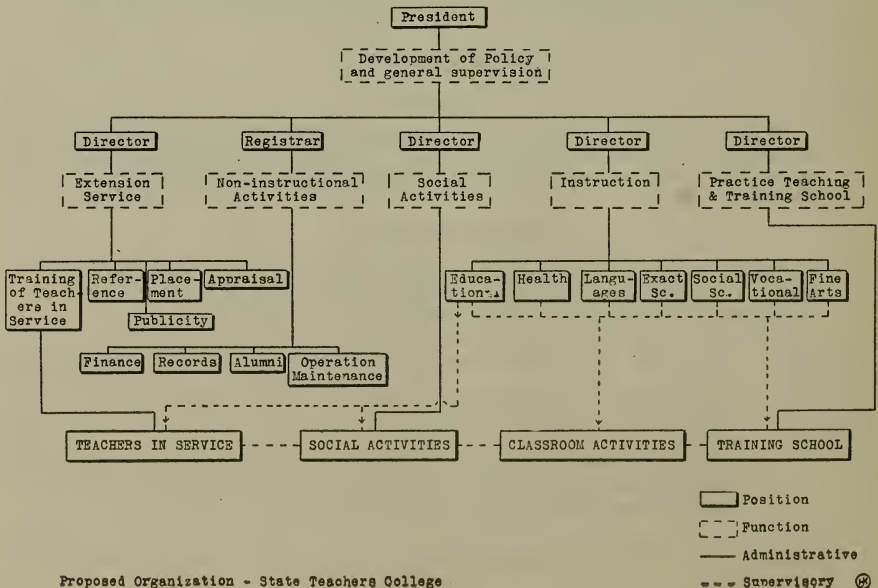 President
Development of Policy
and general supervision
Director
Registrar
Director
Director
Director
Extension
Service
Non-instructional
Activities
Social
Activities
Instruction
Practice Teaching
& Training School
Training
of Teach
ers in
Service
Refer-
ence
Place-
ment
Appraisal
Publicity
Educa-
tional
Health
Langu-
ages
Exact
Sc.
Social
Sc.
Voca-
tional
Fine
Arts
Finance
Records
Alumni
Operation
Maintenance
TEACHERS IN SERVICE
SOCIAL ACTIVITIES
CLASSROOM ACTIVITIES
TRAINING SCHOOL
Position
Function
Administrative
Supervisory
Proposed Organization - State Teachers College